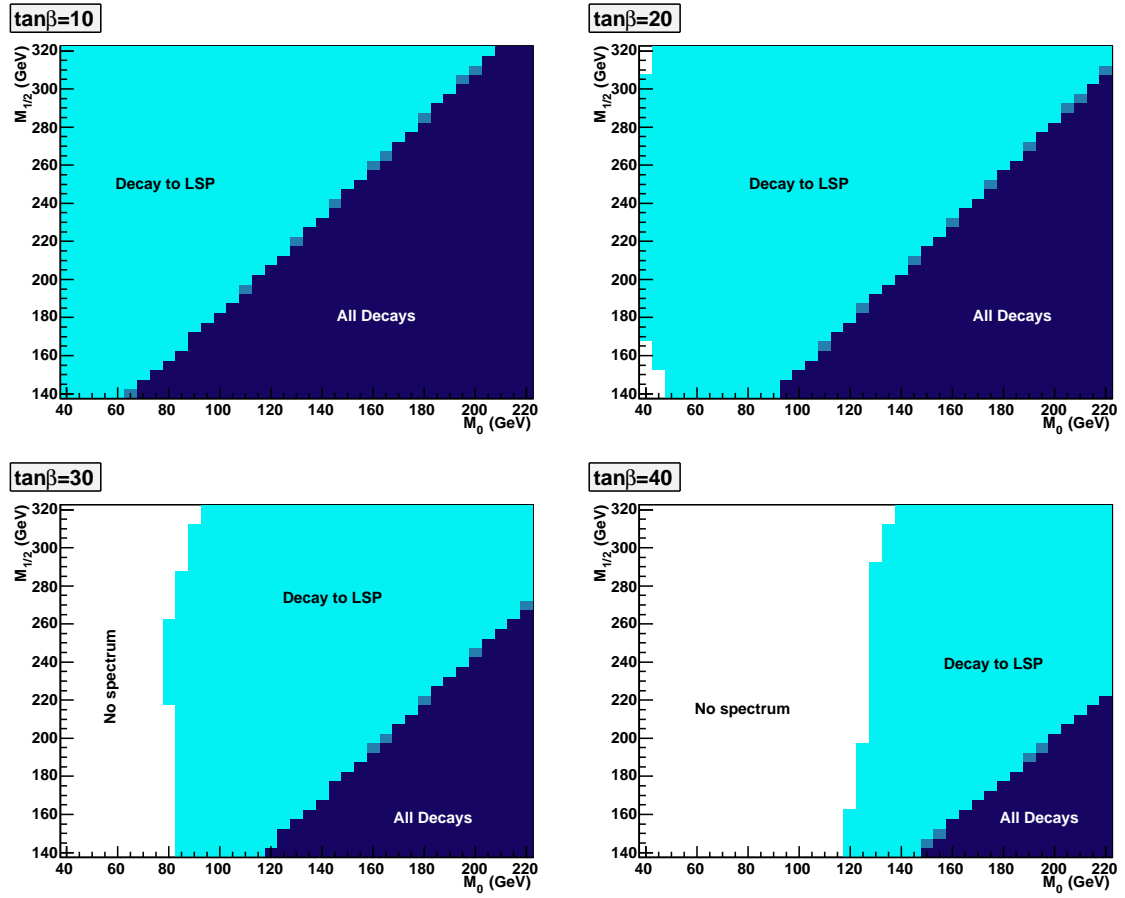 tanβ=10
M1/2 (GeV)
320
300
280
260
240
220
200
180
160
140
Decay to LSP
All Decays
40 60 80 100 120 140 160 180 200 220
M0 (GeV)
tanβ=20
M1/2 (GeV)
320
300
280
260
240
220
200
180
160
140
Decay to LSP
All Decays
40 60 80 100 120 140 160 180 200 220
M0 (GeV)
tanβ=30
M1/2 (GeV)
320
300
280
260
240
220
200
180
160
140
No spectrum
Decay to LSP
All Decays
40 60 80 100 120 140 160 180 200 220
M0 (GeV)
tanβ=40
M1/2 (GeV)
320
300
280
260
240
220
200
180
160
140
No spectrum
Decay to LSP
All Decays
40 60 80 100 120 140 160 180 200 220
M0 (GeV)